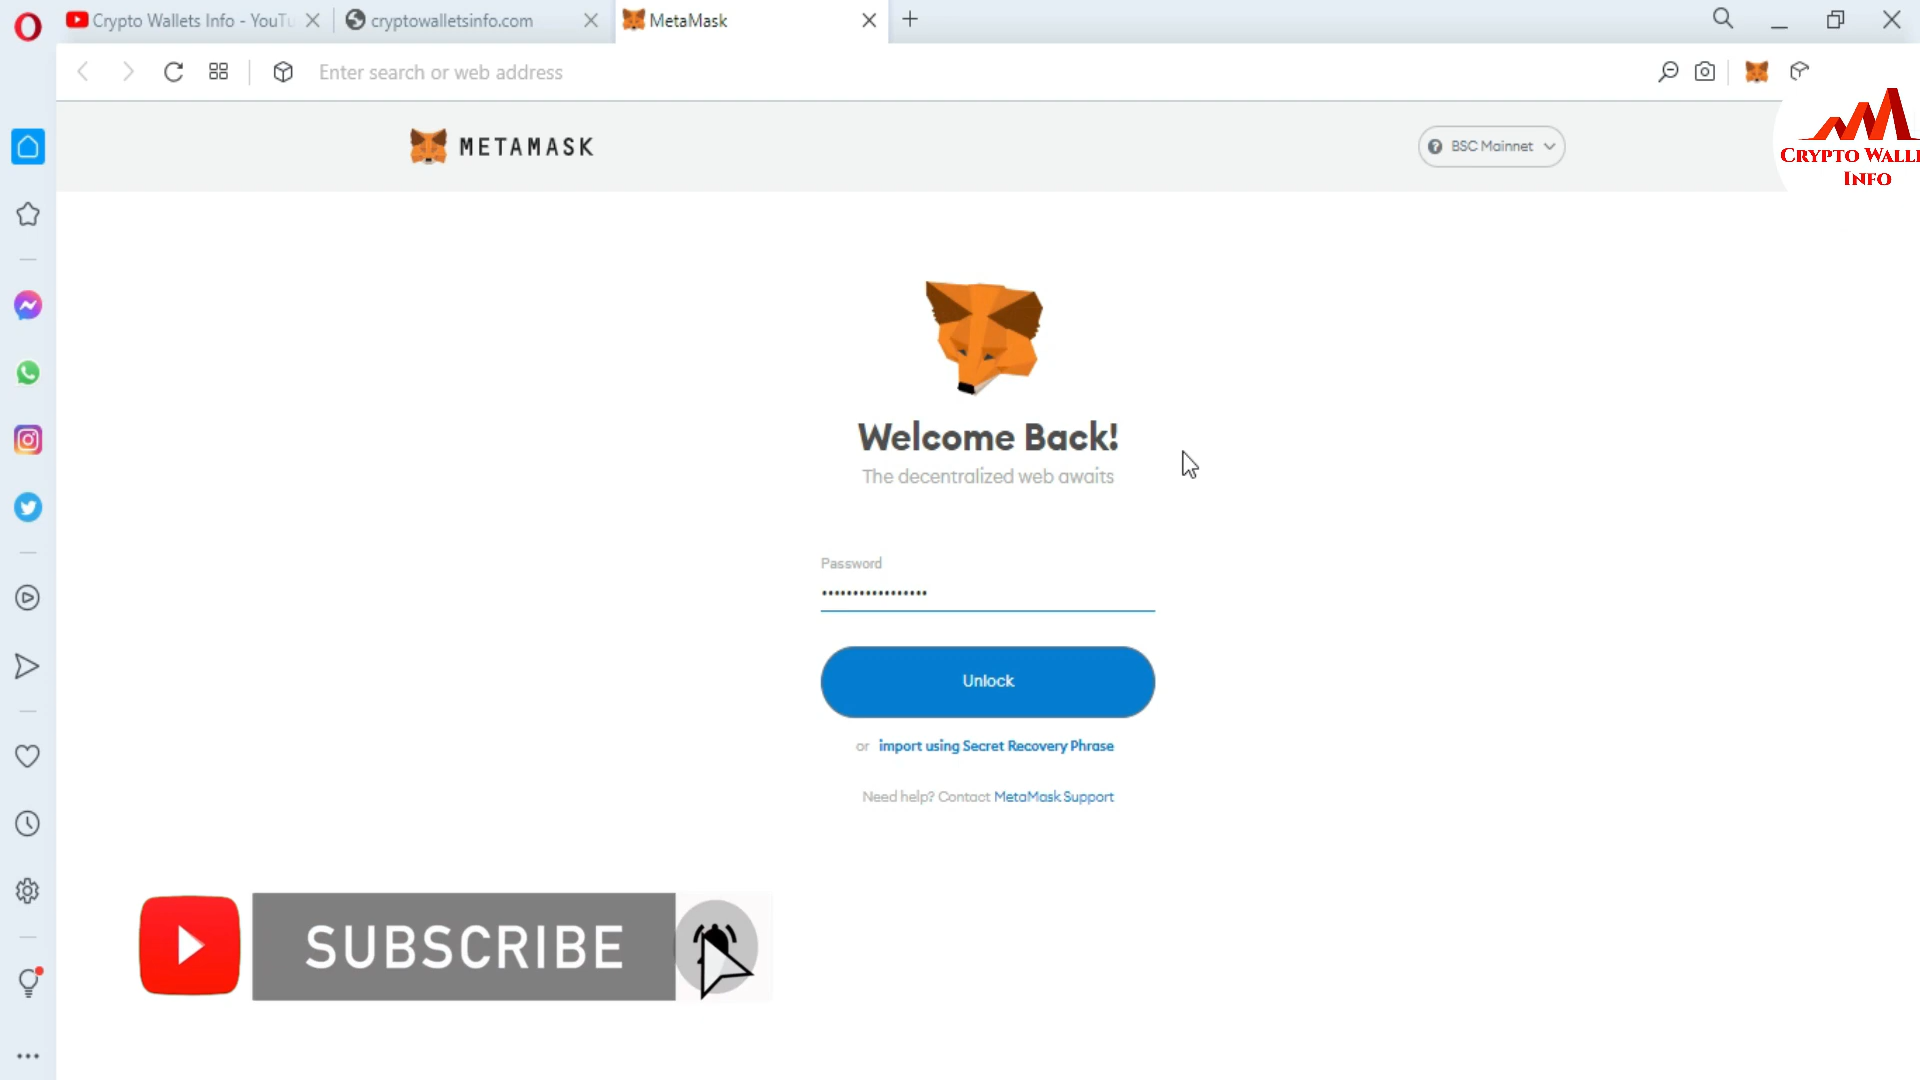 Crypto Wallets Info - YouTu
cryptowalletsinfo.com
MetaMask
Enter search or web address
METAMASK
BSC Mainnet
CRYPTO WALL
INFO
Welcome Back!
The decentralized web awaits
Password
•••••••••••••••••
Unlock
or import using Secret Recovery Phrase
Need help? Contact MetaMask Support
SUBSCRIBE